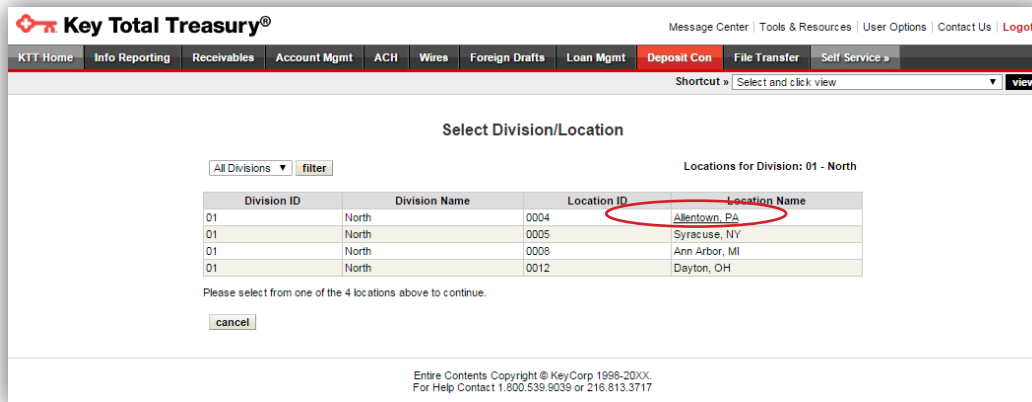 Key Total Treasury®
Message Center | Tools & Resources | User Options | Contact Us | Logoff
KTT Home Info Reporting Receivables Account Mgmt ACH Wires Foreign Drafts Loan Mgmt Deposit Con File Transfer Self Service »
Shortcut » Select and click view view
Select Division/Location
All Divisions filter Locations for Division: 01 - North
Division ID Division Name Location ID Location Name
01 North 0004 Allentown, PA
01 North 0005 Syracuse, NY
01 North 0008 Ann Arbor, MI
01 North 0012 Dayton, OH
Please select from one of the 4 locations above to continue.
cancel
Entire Contents Copyright © KeyCorp 1998-20XX.
For Help Contact 1.800.539.9039 or 216.813.3717